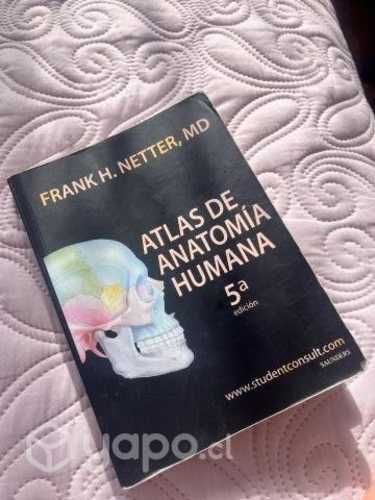 FRANK H. NETTER, MD
ATLAS DE
ANATOMÍA
HUMANA
5ª
edición
www.studentconsult.com
SAUNDERS
yapo.cl